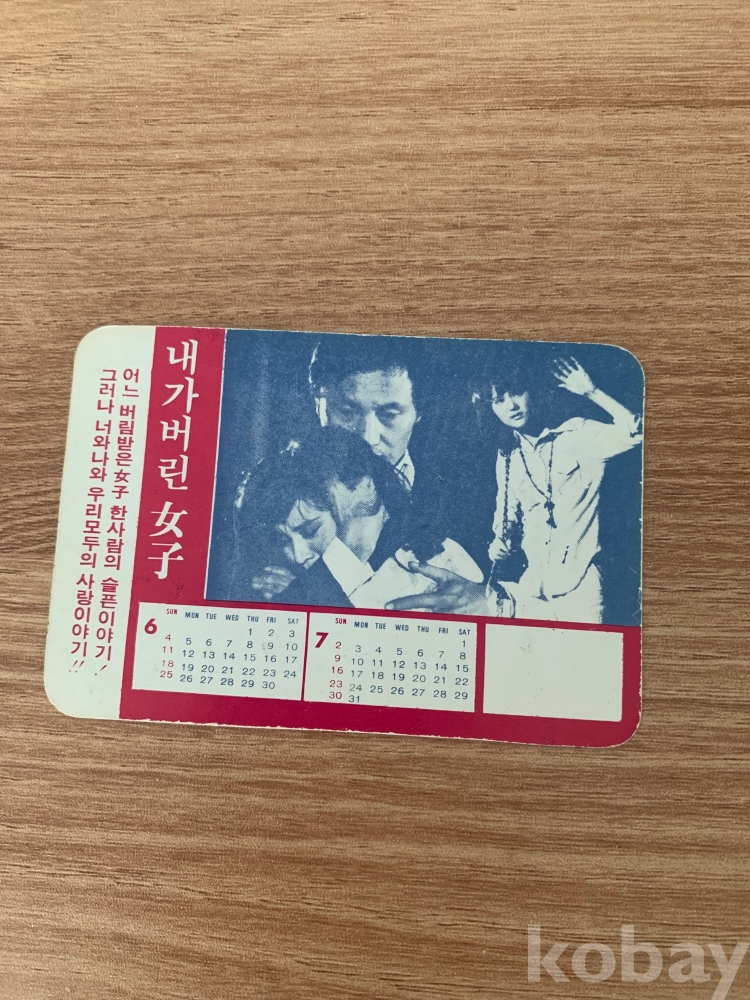 내가버린 女子
어느 버림받은 女子 한사람의 슬픈이야기!
그러나 너와나와 우리모두의 사랑이야기!!
6
SUN MON TUE WED THU FRI SAT
1 2 3
4 5 6 7 8 9 10
11 12 13 14 15 16 17
18 19 20 21 22 23 24
25 26 27 28 29 30
7
SUN MON TUE WED THU FRI SAT
1
2 3 4 5 6 7 8
9 10 11 12 13 14 15
16 17 18 19 20 21 22
23 24 25 26 27 28 29
30 31
kobay